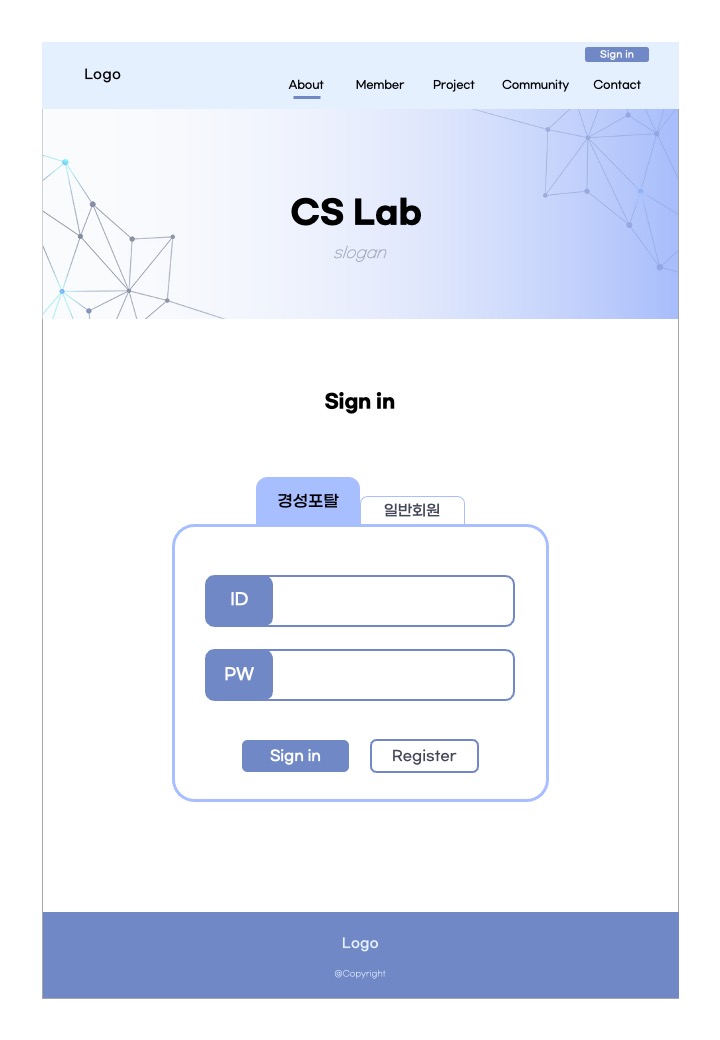 Sign in
Logo
About Member Project Community Contact
CS Lab
slogan
Sign in
경성포탈 일반회원
ID
PW
Sign in Register
Logo
@Copyright